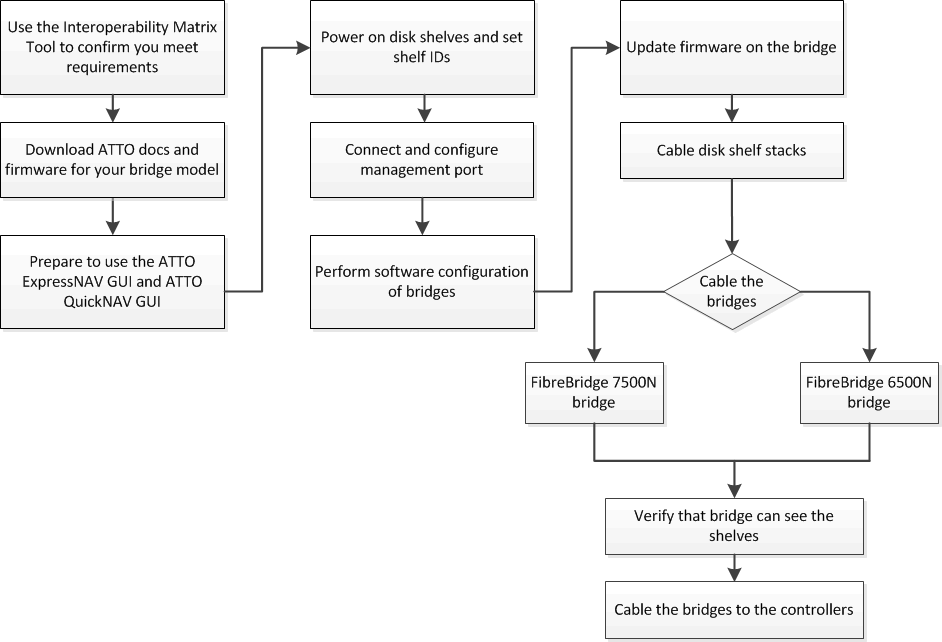 Use the Interoperability Matrix
Tool to confirm you meet
requirements
Download ATTO docs and
firmware for your bridge model
Prepare to use the ATTO
ExpressNAV GUI and ATTO
QuickNAV GUI
Power on disk shelves and set
shelf IDs
Connect and configure
management port
Perform software configuration
of bridges
Update firmware on the bridge
Cable disk shelf stacks
Cable the
bridges
FibreBridge 7500N
bridge
FibreBridge 6500N
bridge
Verify that bridge can see the
shelves
Cable the bridges to the controllers